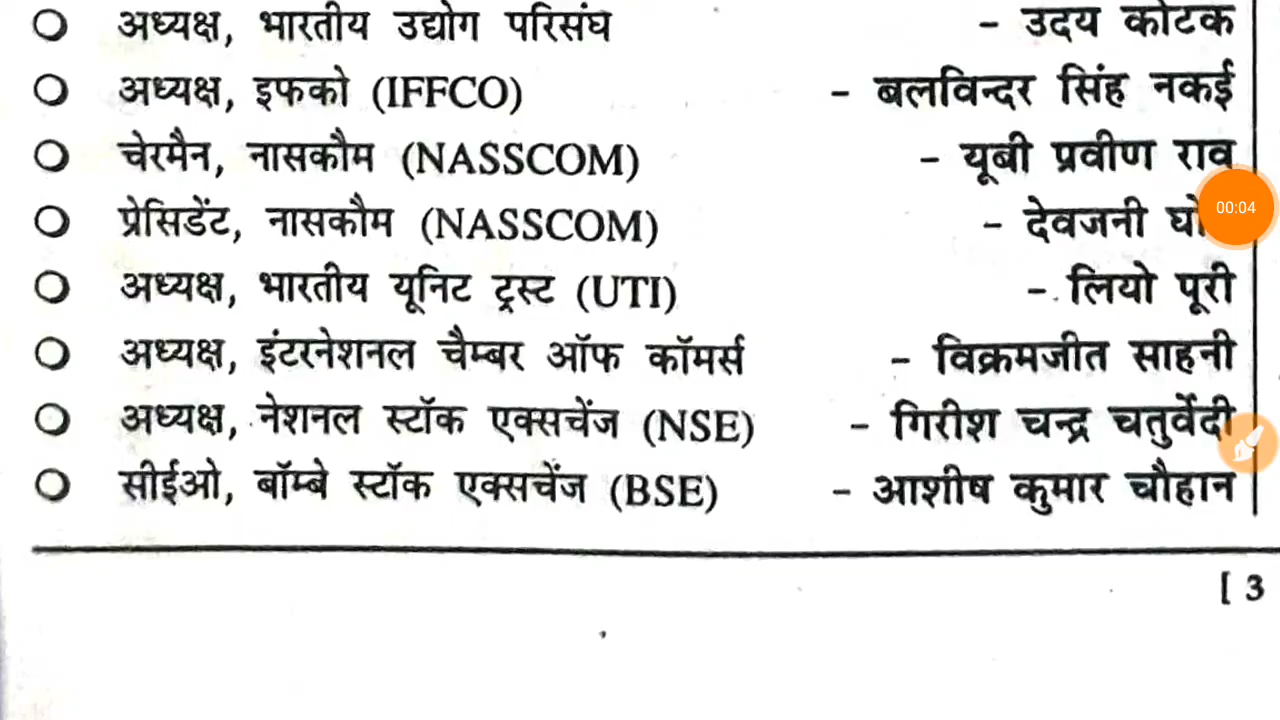 अध्यक्ष, भारतीय उद्योग परिसंघ - उदय कोटक
अध्यक्ष, इफको (IFFCO) - बलविन्दर सिंह नकई
चेरमैन, नासकौम (NASSCOM) - यूबी प्रवीण राव
प्रेसिडेंट, नासकौम (NASSCOM) - देवजनी
अध्यक्ष, भारतीय यूनिट ट्रस्ट (UTI) - लियो पूरी
अध्यक्ष, इंटरनेशनल चैम्बर ऑफ कॉमर्स - विक्रमजीत साहनी
अध्यक्ष, नेशनल स्टॉक एक्सचेंज (NSE) - गिरीश चन्द्र चतुर्वेदी
सीईओ, बॉम्बे स्टॉक एक्सचेंज (BSE) - आशीष कुमार चौहान
[ 3
00:04